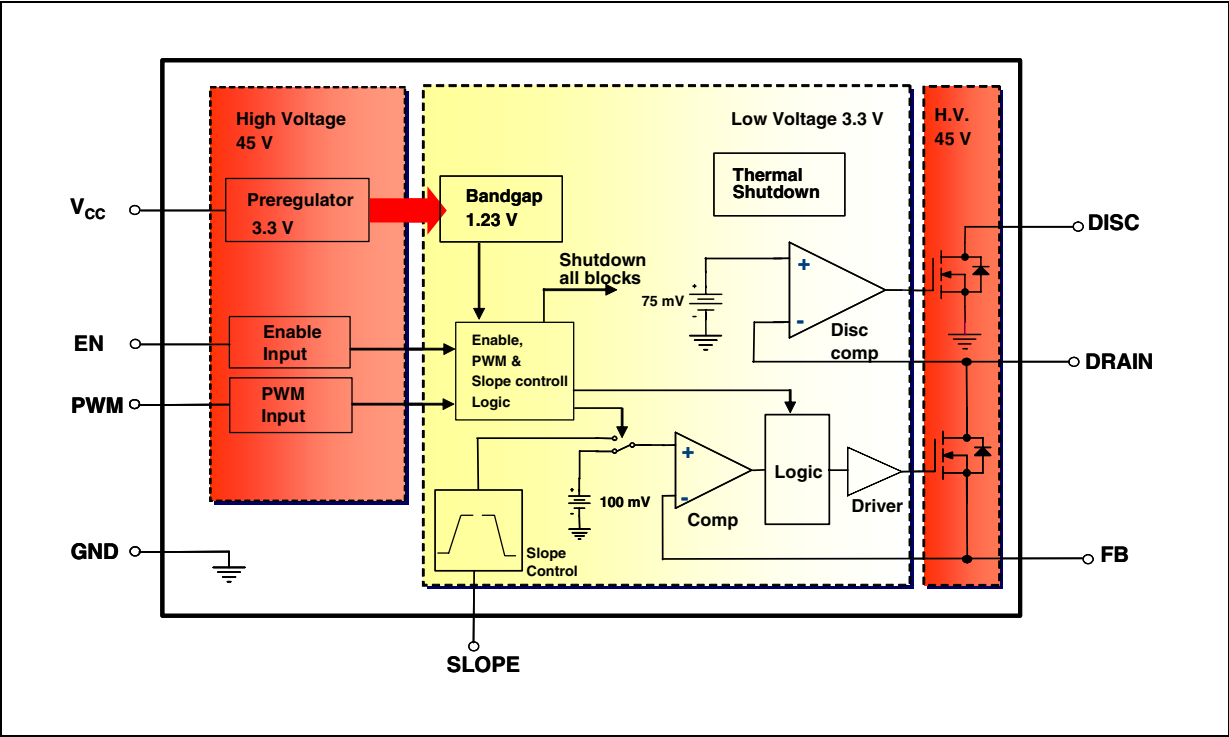 High Voltage
45 V
Low Voltage 3.3 V
H.V.
45 V
Thermal
Shutdown
VCC
Preregulator
3.3 V
Bandgap
1.23 V
DISC
Shutdown
all blocks
+
75 mV
+
-
-
Disc
comp
EN
Enable
Input
Enable,
PWM &
Slope controll
Logic
DRAIN
PWM
PWM
Input
+
-
Comp
Logic
Driver
+
100 mV
-
GND
Slope
Control
FB
SLOPE